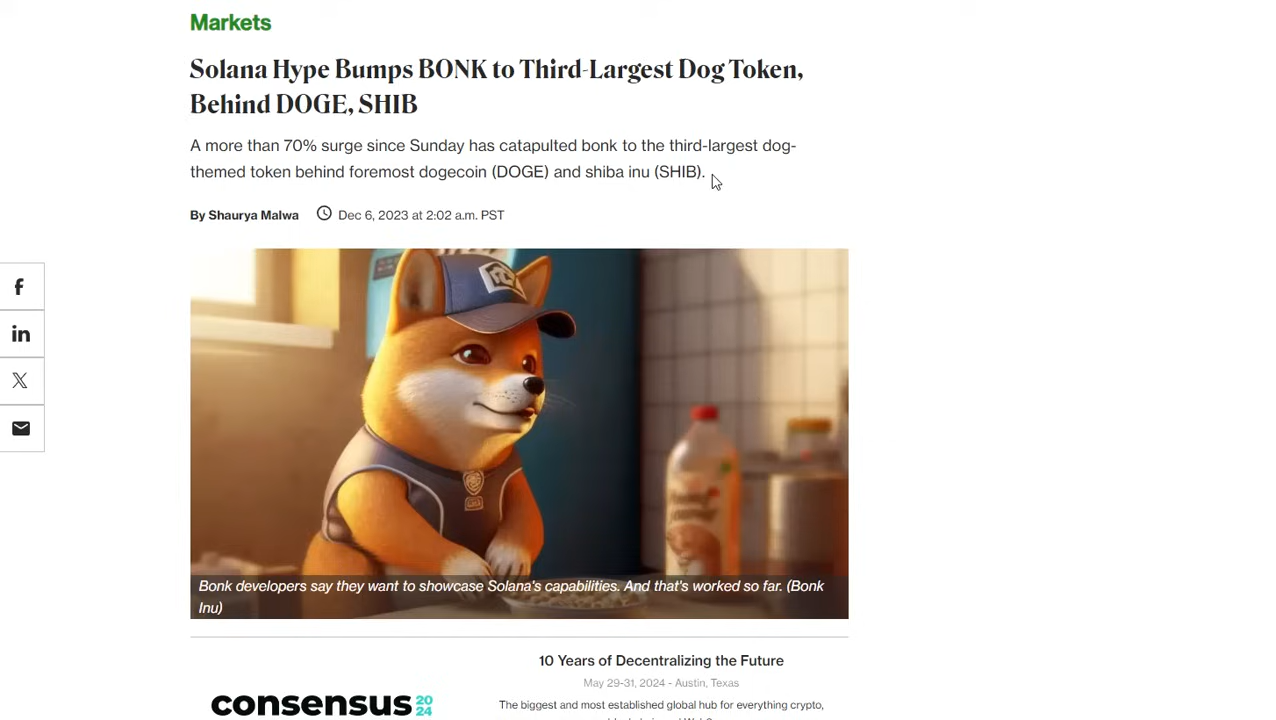 Markets
Solana Hype Bumps BONK to Third-Largest Dog Token,
Behind DOGE, SHIB
A more than 70% surge since Sunday has catapulted bonk to the third-largest dog-
themed token behind foremost dogecoin (DOGE) and shiba inu (SHIB).
By Shaurya Malwa Dec 6, 2023 at 2:02 a.m. PST
Bonk developers say they want to showcase Solana's capabilities. And that's worked so far. (Bonk
Inu)
10 Years of Decentralizing the Future
May 29-31, 2024 - Austin, Texas
consensus 20
24
The biggest and most established global hub for everything crypto,